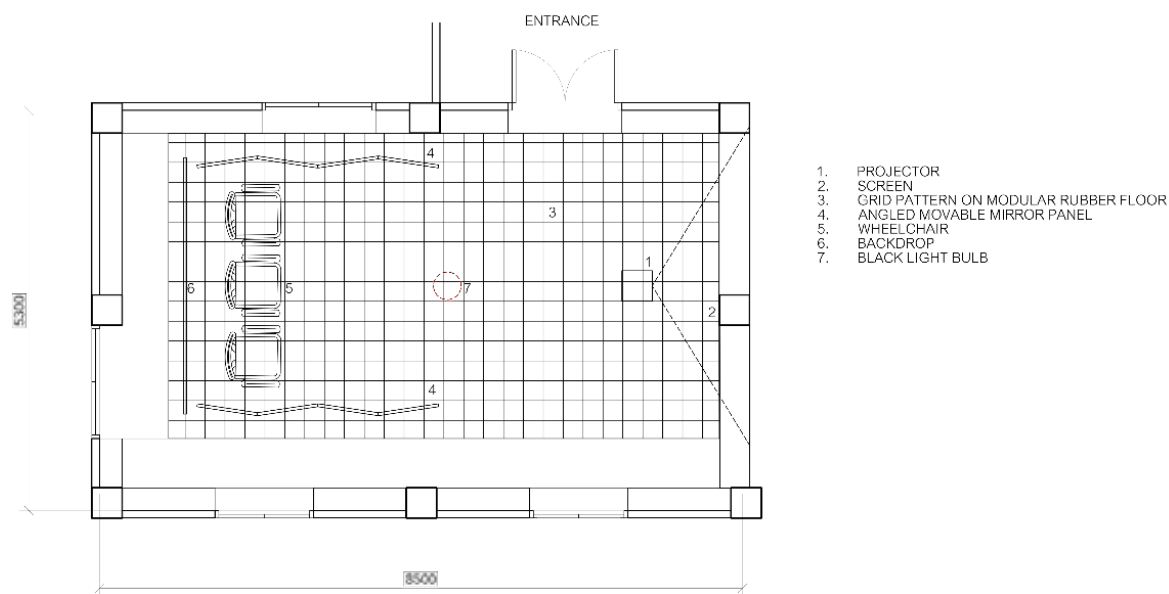 ENTRANCE
4
3
1
6
5
7
2
4
5300
8500
1. PROJECTOR
2. SCREEN
3. GRID PATTERN ON MODULAR RUBBER FLOOR
4. ANGLED MOVABLE MIRROR PANEL
5. WHEELCHAIR
6. BACKDROP
7. BLACK LIGHT BULB